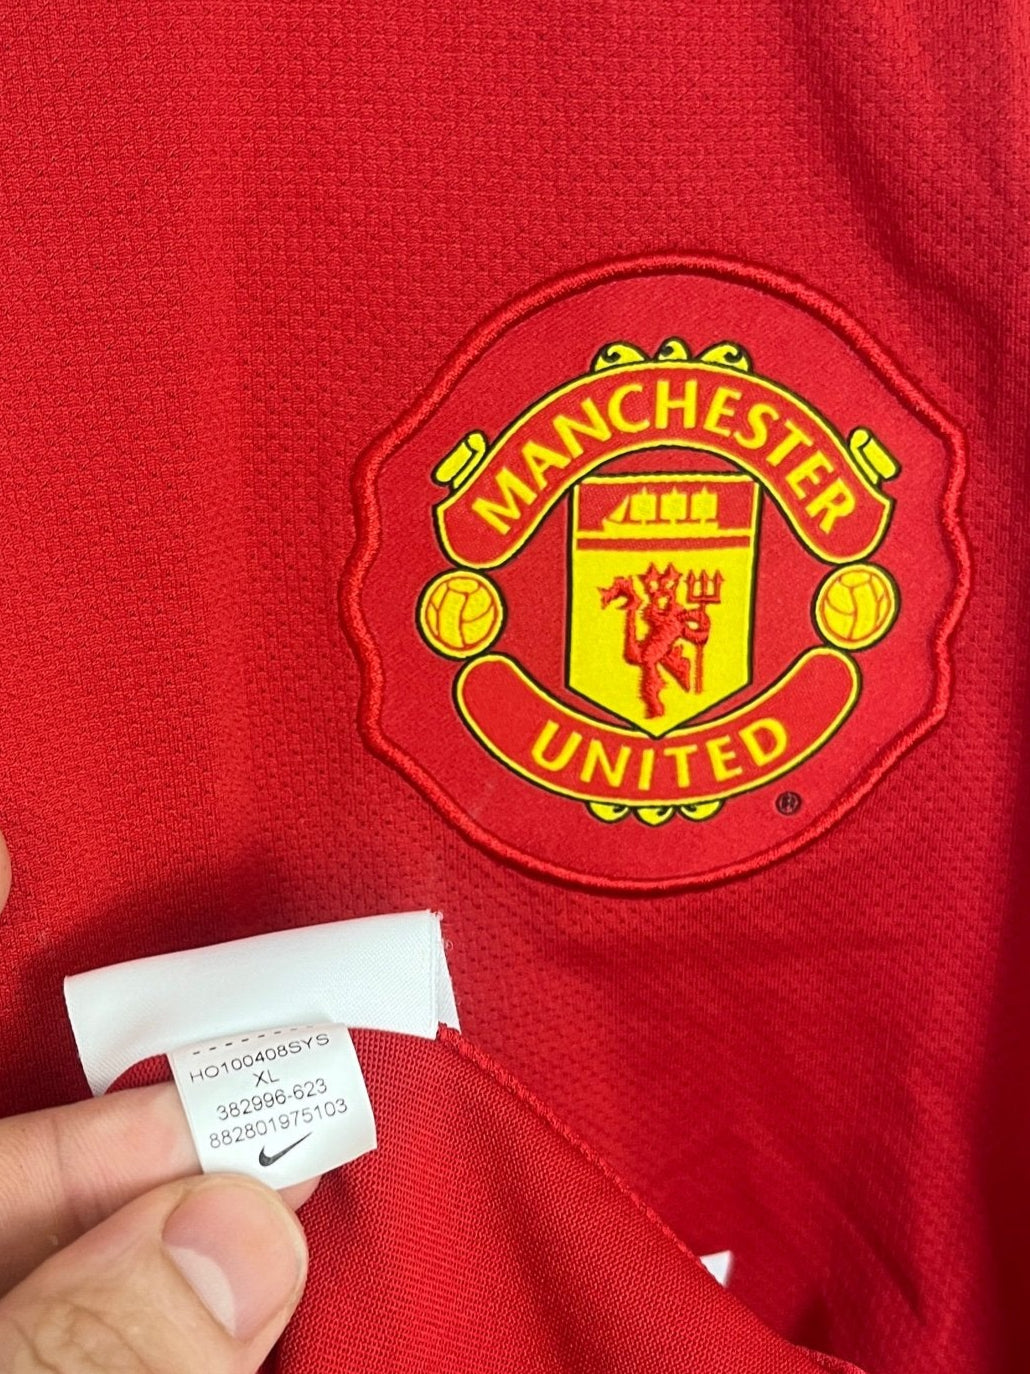 MANCHESTER
UNITED
®
HO100408SYS
XL
382996-623
882801975103